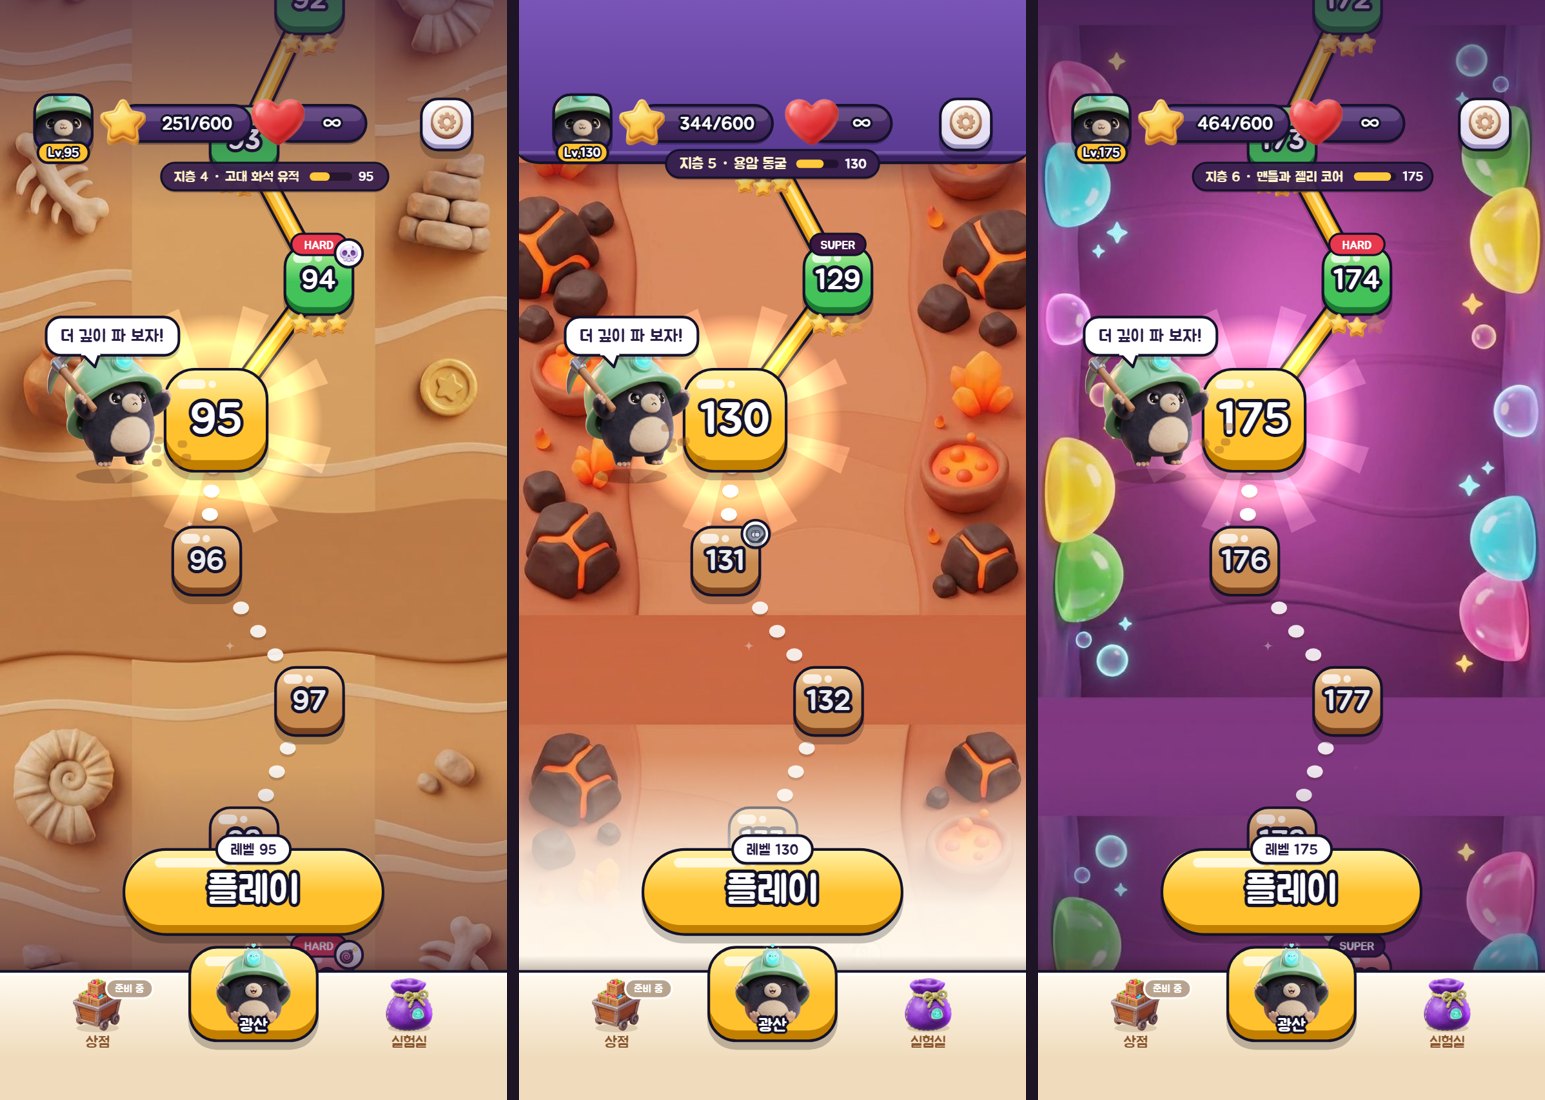 92
251/600
∞
Lv.95
93
지층 4 · 고대 화석 유적
95
HARD
94
더 깊이 파 보자!
95
96
97
레벨 95
플레이
HARD
준비 중
상점
광산
실험실
344/600
∞
Lv.130
지층 5 · 용암 동굴
130
SUPER
129
더 깊이 파 보자!
130
131
132
레벨 130
플레이
준비 중
상점
광산
실험실
172
464/600
∞
Lv.175
173
지층 6 · 맨틀과 젤리 코어
175
HARD
174
더 깊이 파 보자!
175
176
177
레벨 175
플레이
SUPER
준비 중
상점
광산
실험실